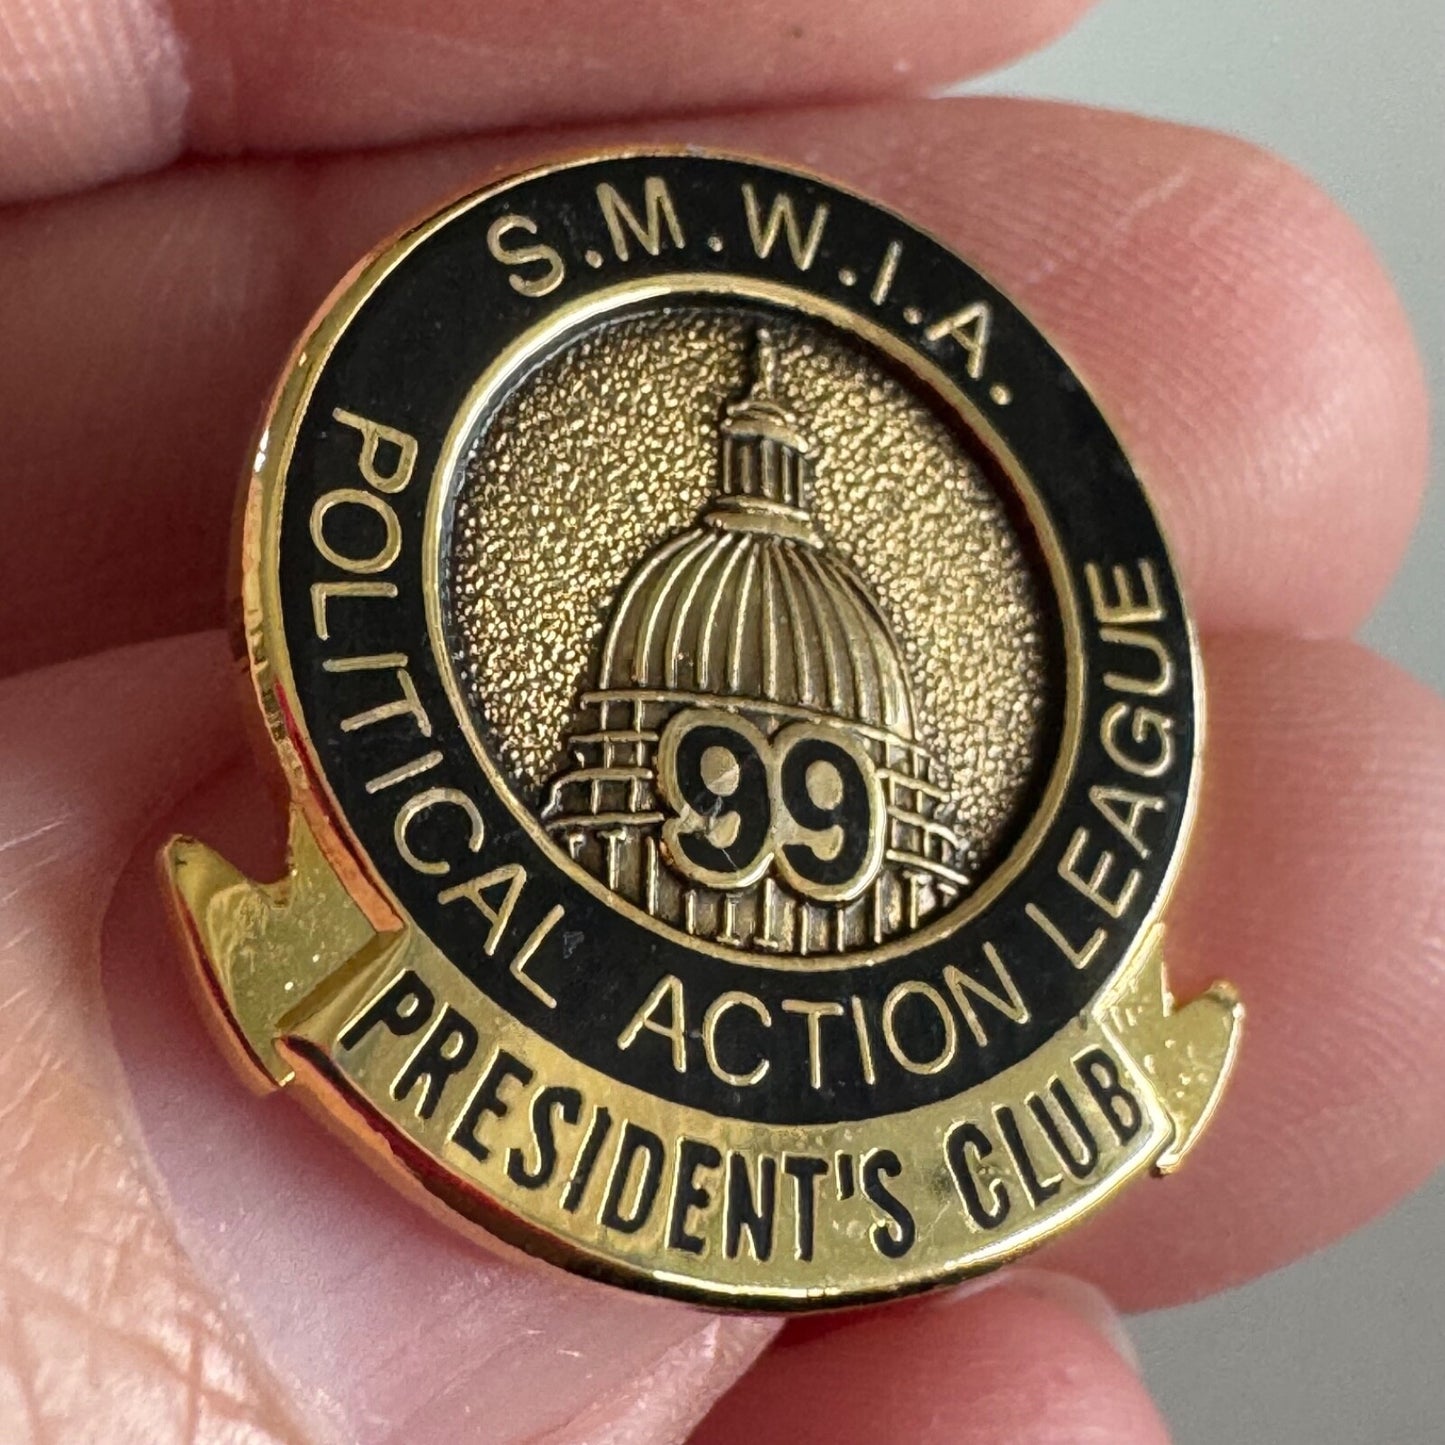 S.M.W.I.A.
POLITICAL ACTION LEAGUE
99
PRESIDENT'S CLUB